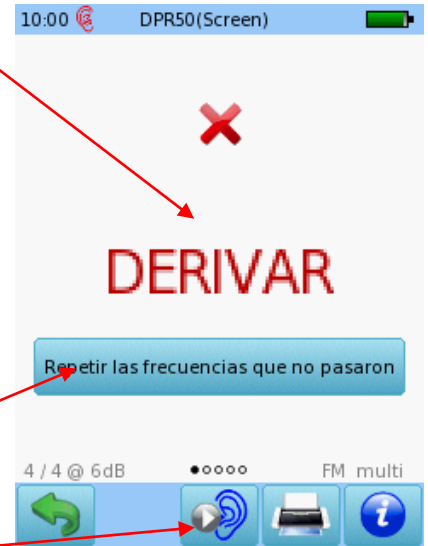 10:00 DPR50(Screen)
DERIVAR
Repetir las frecuencias que no pasaron
4 / 4 @ 6dB FM multi
i